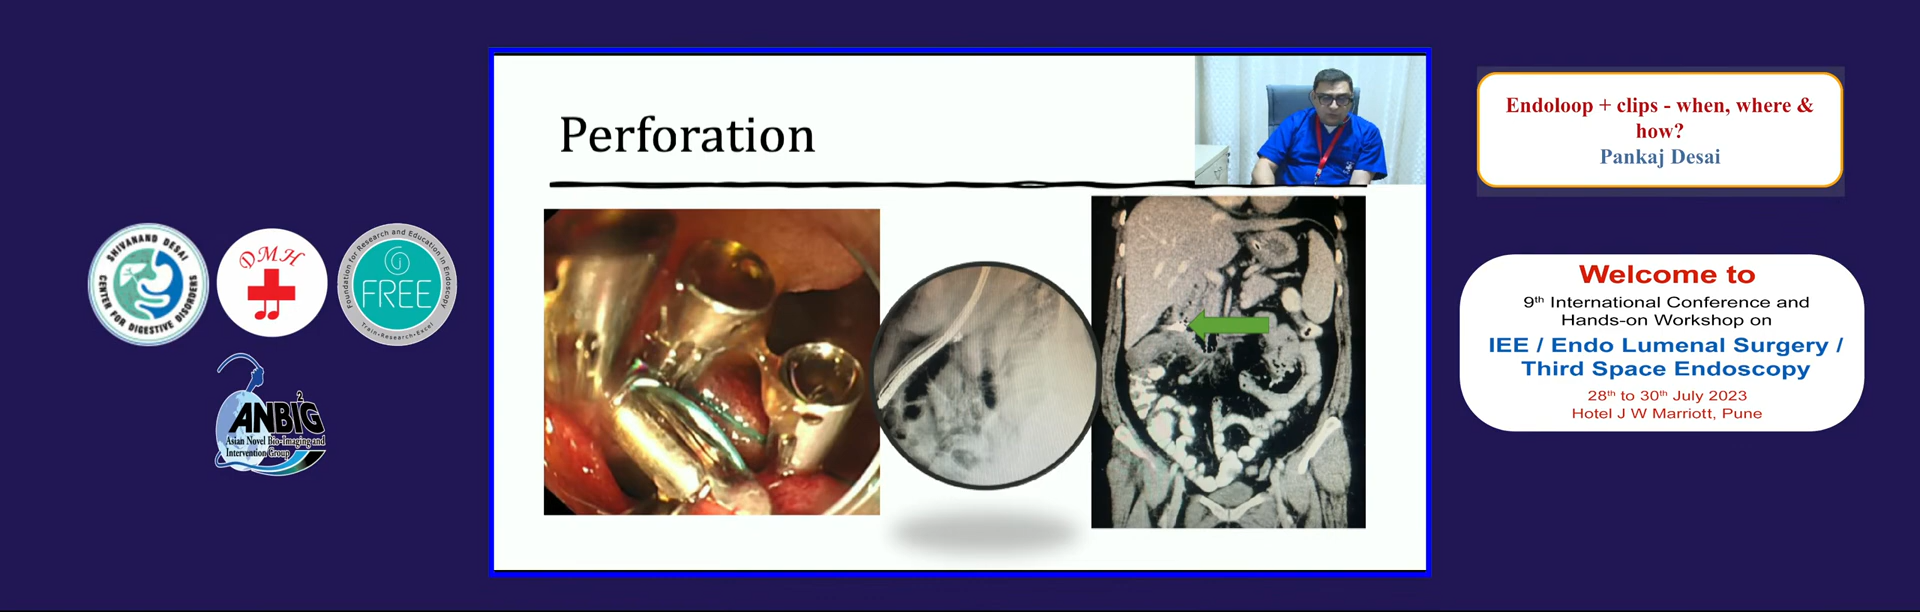 SHIVANAND DESAI
CENTER FOR DIGESTIVE DISORDERS
DMH
Foundation for Research and Education in Endoscopy
FREE
Train•Research•Excel
ANBIG
2
Asian Novel Bio-Imaging and
Intervention Group
Perforation
Endoloop + clips - when, where &
how?
Pankaj Desai
Welcome to
9th International Conference and
Hands-on Workshop on
IEE / Endo Lumenal Surgery /
Third Space Endoscopy
28th to 30th July 2023
Hotel J W Marriott, Pune